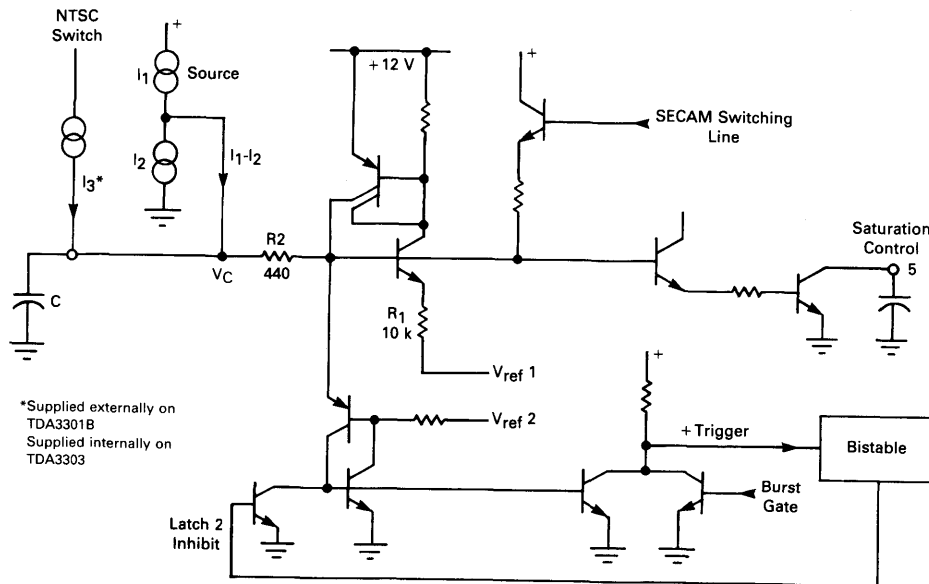 NTSC
Switch
+
I1
Source
+12 V
+
SECAM Switching
Line
I2
I1-I2
I3*
R2
440
VC
C
R1
10 k
Vref 1
Saturation
Control
5
*Supplied externally on
TDA3301B
Supplied internally on
TDA3303
Vref 2
+
+Trigger
Bistable
Burst
Gate
Latch 2
Inhibit